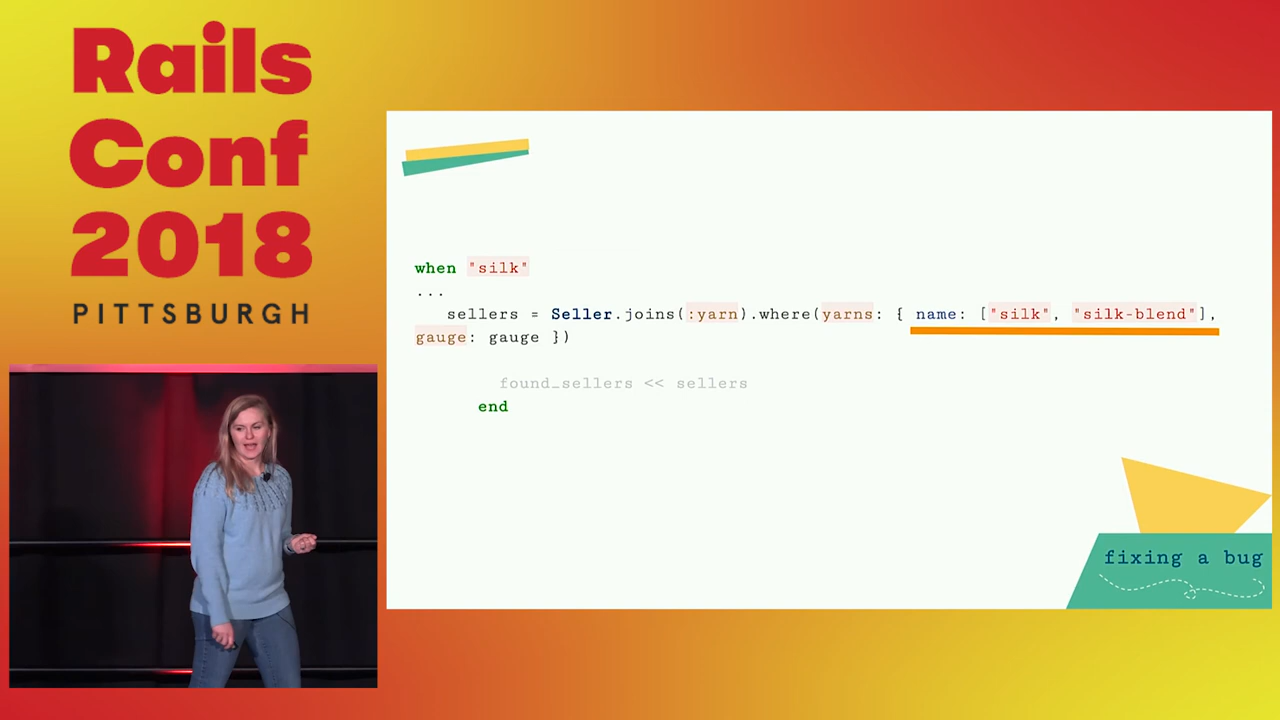 Rails
Conf
2018
PITTSBURGH
when "silk"
...
sellers = Seller.joins(:yarn).where(yarns: { name: ["silk", "silk-blend"],
gauge: gauge })
found_sellers << sellers
end
fixing a bug